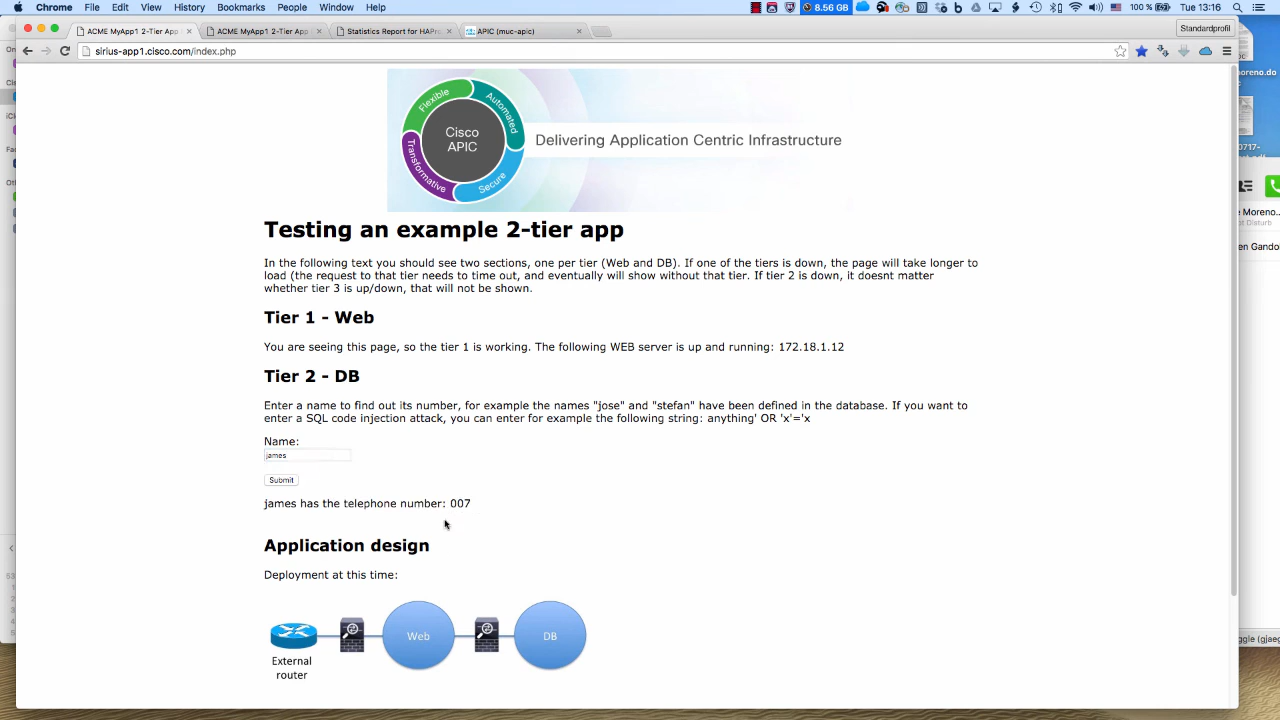 Chrome File Edit View History Bookmarks People Window Help
8.56 GB
100 %
Tue 13:16
ACME MyApp1 2-Tier App
ACME MyApp1 2-Tier App
Statistics Report for HAPro
APIC (muc-apic)
Standardprofil
sirius-app1.cisco.com/index.php
Flexible
Automated
Transformative
Secure
Cisco
APIC
Delivering Application Centric Infrastructure
Testing an example 2-tier app
In the following text you should see two sections, one per tier (Web and DB). If one of the tiers is down, the page will take longer to
load (the request to that tier needs to time out, and eventually will show without that tier. If tier 2 is down, it doesnt matter
whether tier 3 is up/down, that will not be shown.
Tier 1 - Web
You are seeing this page, so the tier 1 is working. The following WEB server is up and running: 172.18.1.12
Tier 2 - DB
Enter a name to find out its number, for example the names "jose" and "stefan" have been defined in the database. If you want to
enter a SQL code injection attack, you can enter for example the following string: anything' OR 'x'='x
Name:
james
Submit
james has the telephone number: 007
Application design
Deployment at this time:
Web
DB
External
router
oreno.do
0717-
e Moreno...
t Disturb
en Gando
ggle (gjaeg